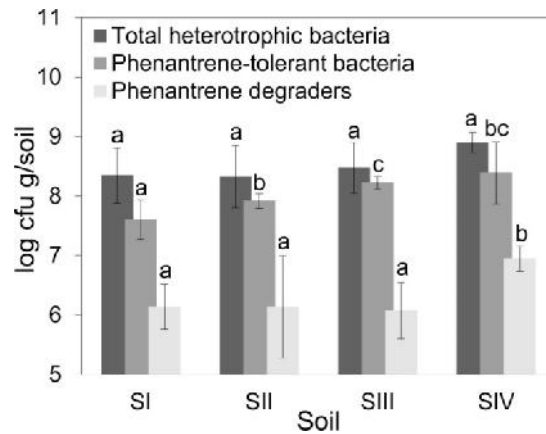 11
10
9
8
7
6
5
log cfu g/soil
Total heterotrophic bacteria
Phenantrene-tolerant bacteria
Phenantrene degraders
a
a
a
a
b
a
a
c
a
a
bc
b
SI SII SIII SIV
Soil